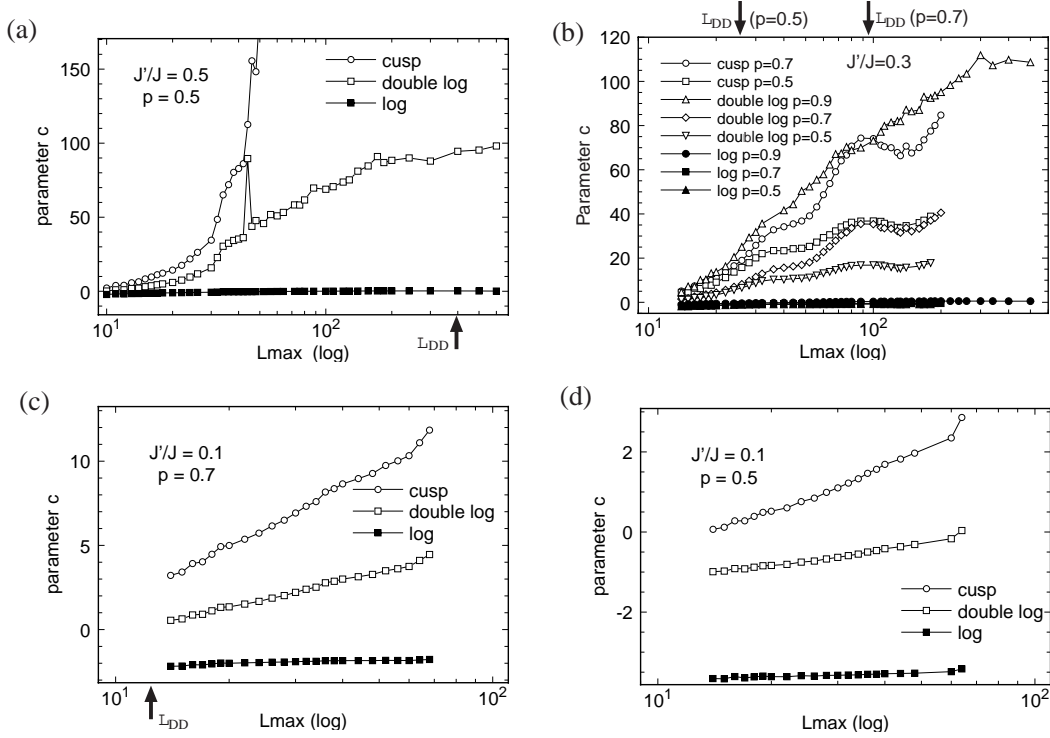 (a)
J'/J = 0.5
p = 0.5
cusp
double log
log
parameter c
150
100
50
0
10^1
10^2
L_DD
Lmax (log)
(b)
L_DD (p=0.5)
L_DD (p=0.7)
J'/J=0.3
cusp p=0.7
cusp p=0.5
double log p=0.9
double log p=0.7
double log p=0.5
log p=0.9
log p=0.7
log p=0.5
Parameter c
120
100
80
60
40
20
0
10^1
10^2
Lmax (log)
(c)
J'/J = 0.1
p = 0.7
cusp
double log
log
parameter c
10
5
0
10^1
10^2
L_DD
Lmax (log)
(d)
J'/J = 0.1
p = 0.5
cusp
double log
log
parameter c
2
0
-2
10^1
10^2
Lmax (log)